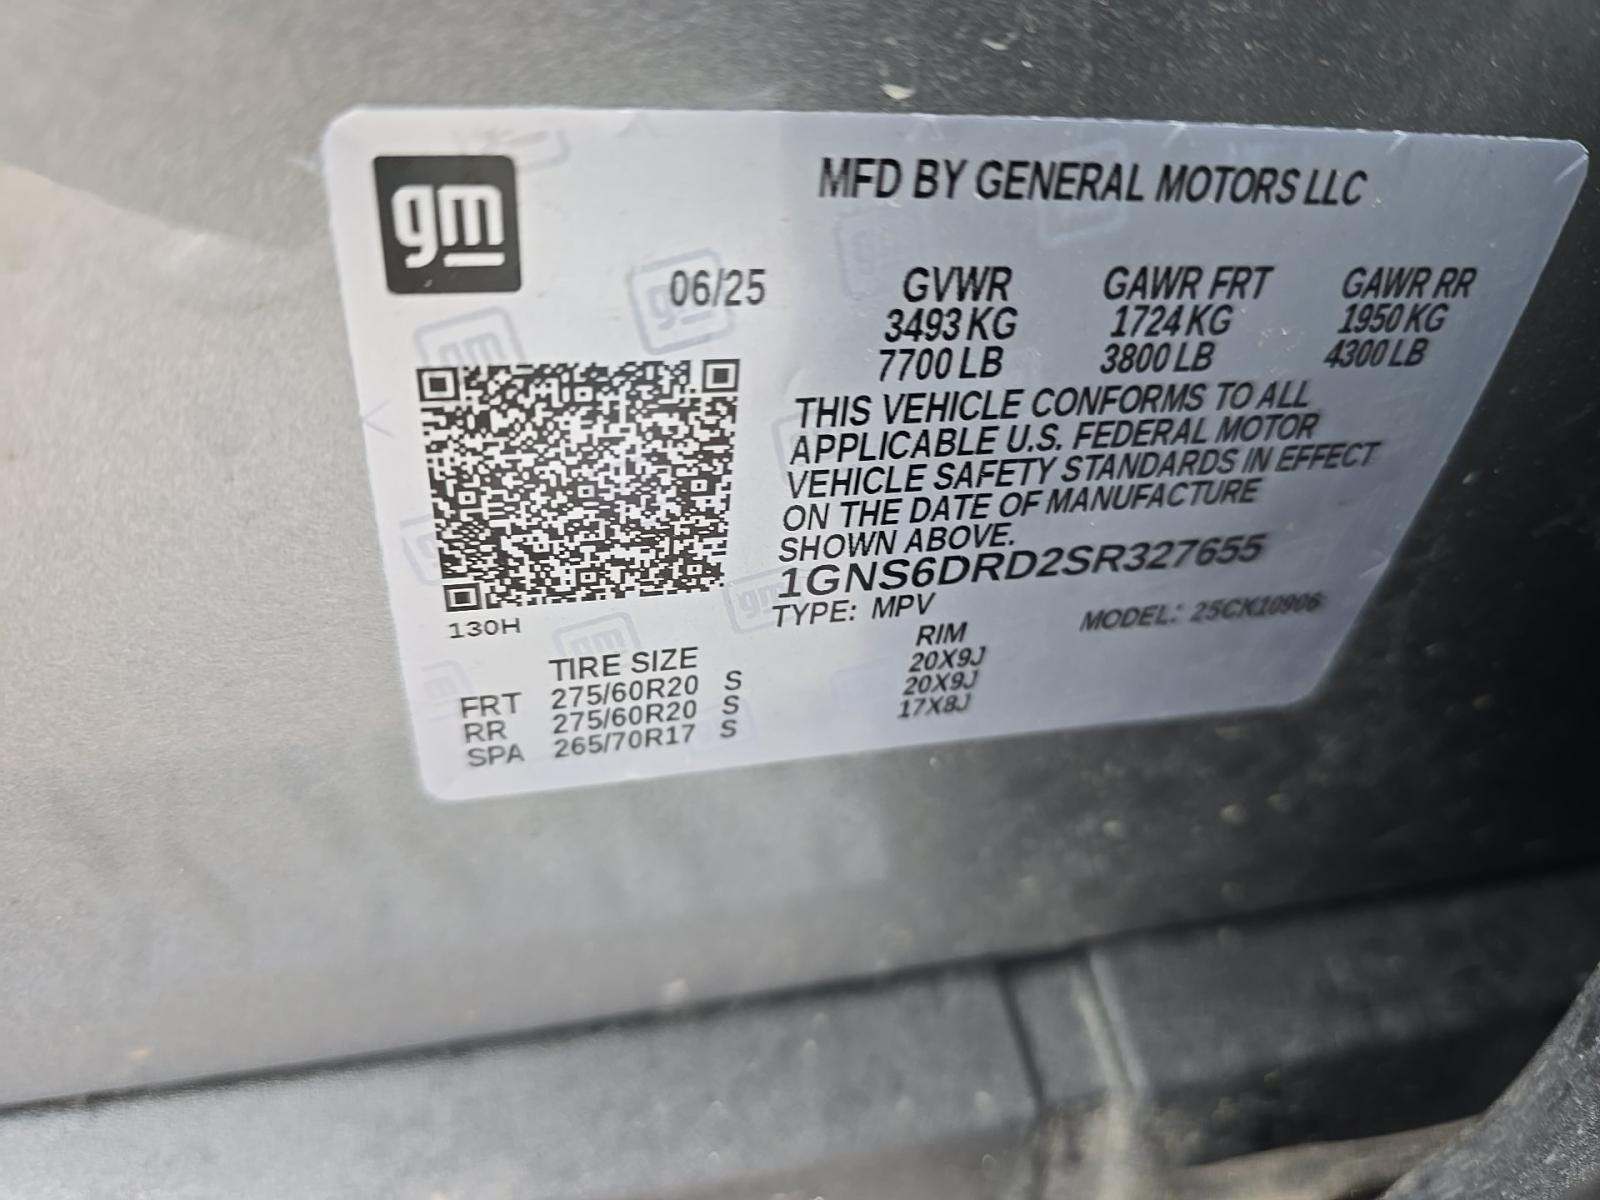 gm
MFD BY GENERAL MOTORS LLC
06/25
GVWR GAWR FRT GAWR RR
3493 KG 1724 KG 1950 KG
7700 LB 3800 LB 4300 LB
THIS VEHICLE CONFORMS TO ALL
APPLICABLE U.S. FEDERAL MOTOR
VEHICLE SAFETY STANDARDS IN EFFECT
ON THE DATE OF MANUFACTURE
SHOWN ABOVE.
1GNS6DRD2SR327655
TYPE: MPV MODEL: 25CK10906
130H
TIRE SIZE RIM
FRT 275/60R20 S 20X9J
RR 275/60R20 S 20X9J
SPA 265/70R17 S 17X8J